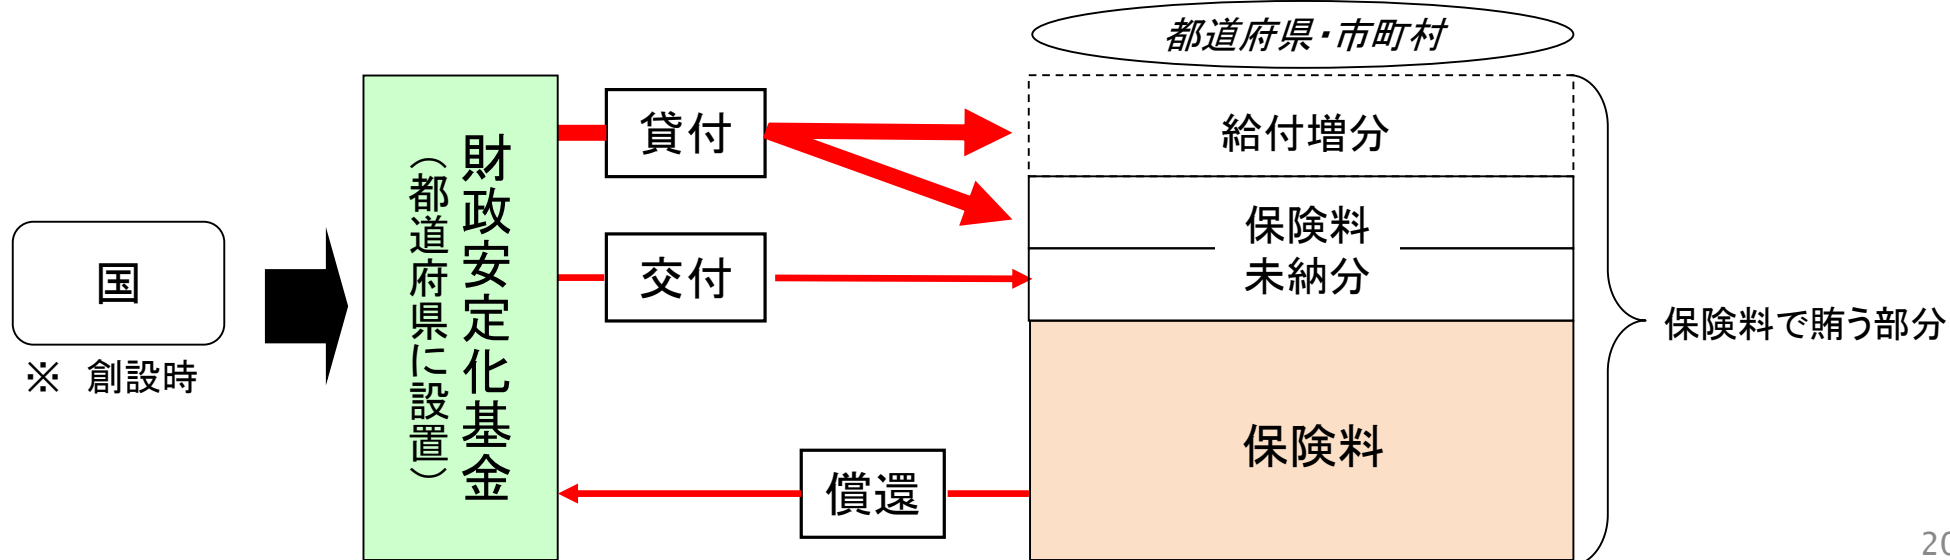 都道府県・市町村
国
※　創設時
財政安定化基金
（都道府県に設置）
貸付
交付
償還
給付増分
保険料
未納分
保険料
保険料で賄う部分